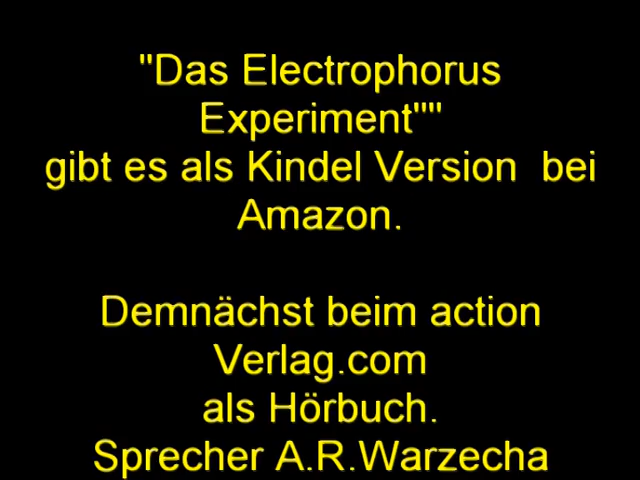 "Das Electrophorus
Experiment""
gibt es als Kindel Version  bei
Amazon.
Demnächst beim action
Verlag.com
als Hörbuch.
Sprecher A.R.Warzecha